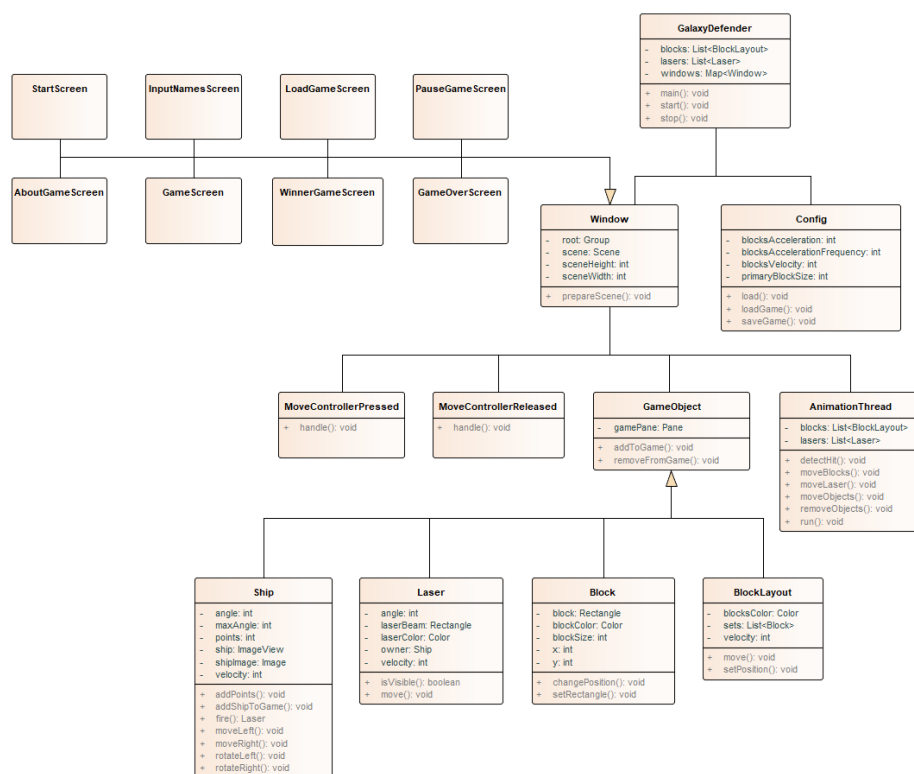 GalaxyDefender
- blocks: List<BlockLayout>
- lasers: List<Laser>
- windows: Map<Window>
+ main(): void
+ start(): void
+ stop(): void
StartScreen
InputNamesScreen
LoadGameScreen
PauseGameScreen
AboutGameScreen
GameScreen
WinnerGameScreen
GameOverScreen
Window
- root: Group
- scene: Scene
- sceneHeight: int
- sceneWidth: int
+ prepareScene(): void
Config
- blocksAcceleration: int
- blocksAccelerationFrequency: int
- blocksVelocity: int
- primaryBlockSize: int
+ load(): void
+ loadGame(): void
+ saveGame(): void
MoveControllerPressed
+ handle(): void
MoveControllerReleased
+ handle(): void
GameObject
- gamePane: Pane
+ addToGame(): void
+ removeFromGame(): void
AnimationThread
- blocks: List<BlockLayout>
- lasers: List<Laser>
+ detectHit(): void
+ moveBlocks(): void
+ moveLaser(): void
+ moveObjects(): void
+ removeObjects(): void
+ run(): void
Ship
- angle: int
- maxAngle: int
- points: int
- ship: ImageView
- shipImage: Image
- velocity: int
+ addPoints(): void
+ addShipToGame(): void
+ fire(): Laser
+ moveLeft(): void
+ moveRight(): void
+ rotateLeft(): void
+ rotateRight(): void
Laser
- angle: int
- laserBeam: Rectangle
- laserColor: Color
- owner: Ship
- velocity: int
+ isVisible(): boolean
+ move(): void
Block
- block: Rectangle
- blockColor: Color
- blockSize: int
- x: int
- y: int
+ changePosition(): void
+ setRectangle(): void
BlockLayout
- blocksColor: Color
- sets: List<Block>
- velocity: int
+ move(): void
+ setPosition(): void